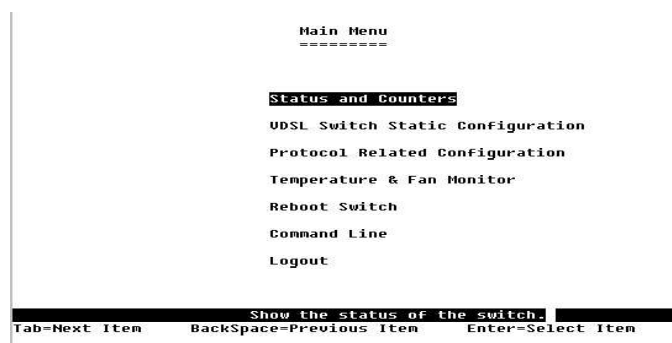 Main Menu
=========
Status and Counters
VDSL Switch Static Configuration
Protocol Related Configuration
Temperature & Fan Monitor
Reboot Switch
Command Line
Logout
Show the status of the switch.
Tab=Next Item BackSpace=Previous Item Enter=Select Item